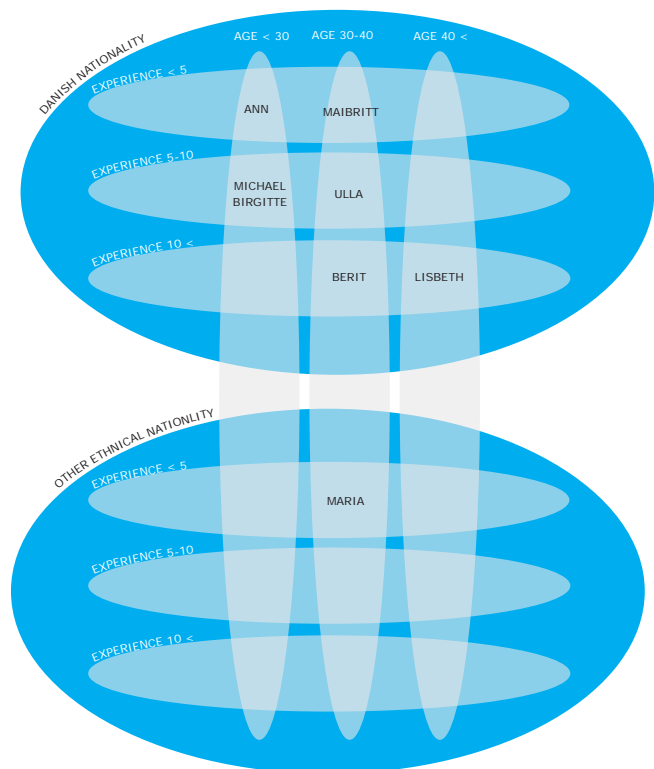 DANISH NATIONALITY
AGE < 30
AGE 30-40
AGE 40 <
EXPERIENCE < 5
ANN
MAIBRITT
EXPERIENCE 5-10
MICHAEL
BIRGITTE
ULLA
EXPERIENCE 10 <
BERIT
LISBETH
OTHER ETHNICAL NATIONLITY
EXPERIENCE < 5
MARIA
EXPERIENCE 5-10
EXPERIENCE 10 <